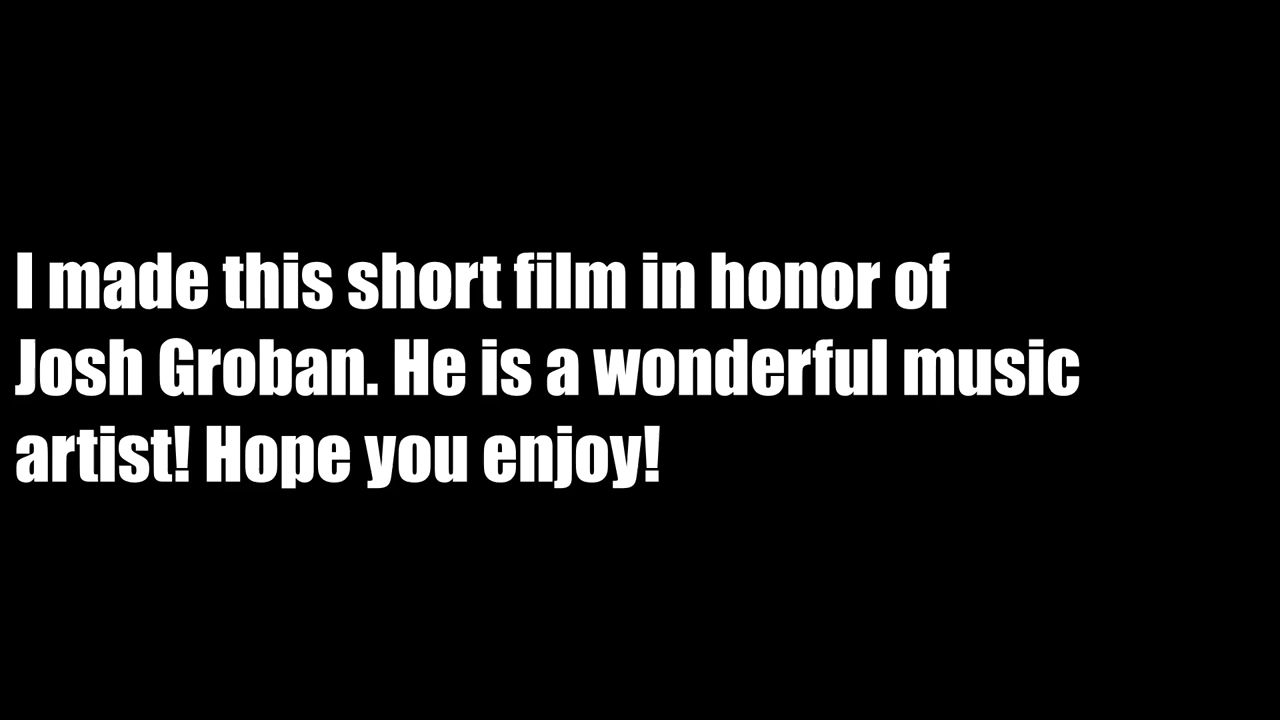 I made this short film in honor of
Josh Groban. He is a wonderful music
artist! Hope you enjoy!